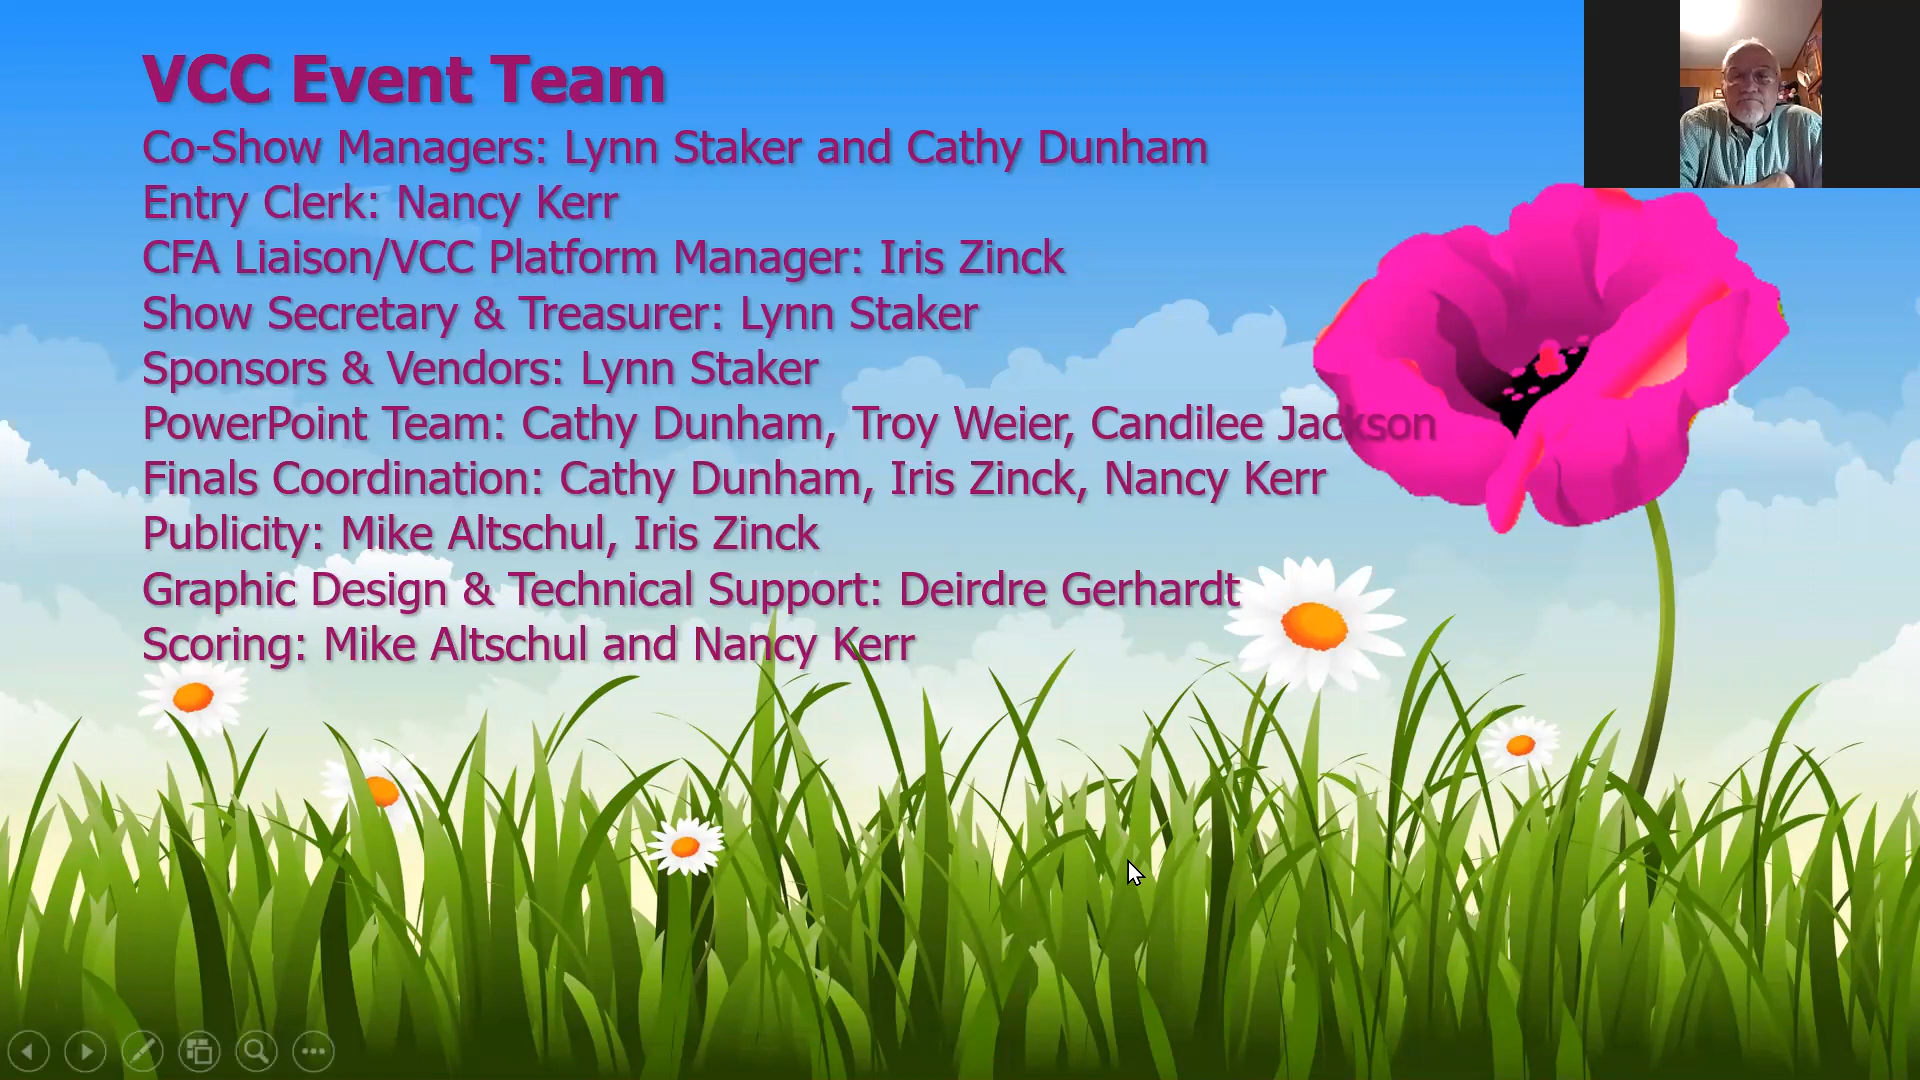 VCC Event Team
Co-Show Managers: Lynn Staker and Cathy Dunham
Entry Clerk: Nancy Kerr
CFA Liaison/VCC Platform Manager: Iris Zinck
Show Secretary & Treasurer: Lynn Staker
Sponsors & Vendors: Lynn Staker
PowerPoint Team: Cathy Dunham, Troy Weier, Candilee Jackson
Finals Coordination: Cathy Dunham, Iris Zinck, Nancy Kerr
Publicity: Mike Altschul, Iris Zinck
Graphic Design & Technical Support: Deirdre Gerhardt
Scoring: Mike Altschul and Nancy Kerr